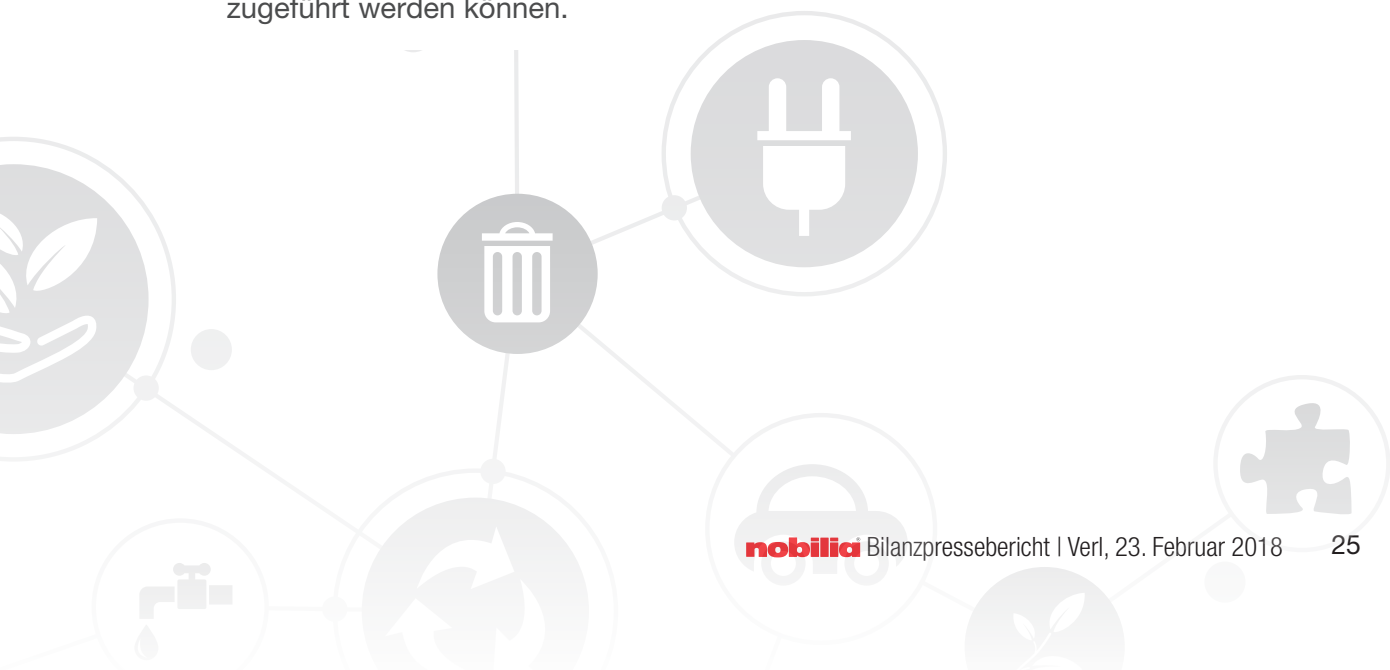 zugeführt werden können.
nobilia Bilanzpressebericht | Verl, 23. Februar 2018 25